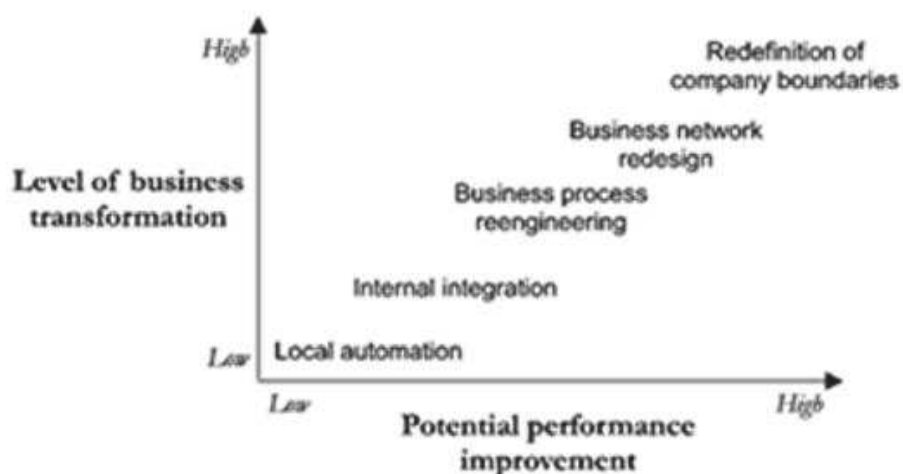 High
Redefinition of
company boundaries
Business network
redesign
Level of business
transformation
Business process
reengineering
Internal integration
Low
Local automation
Low
High
Potential performance
improvement